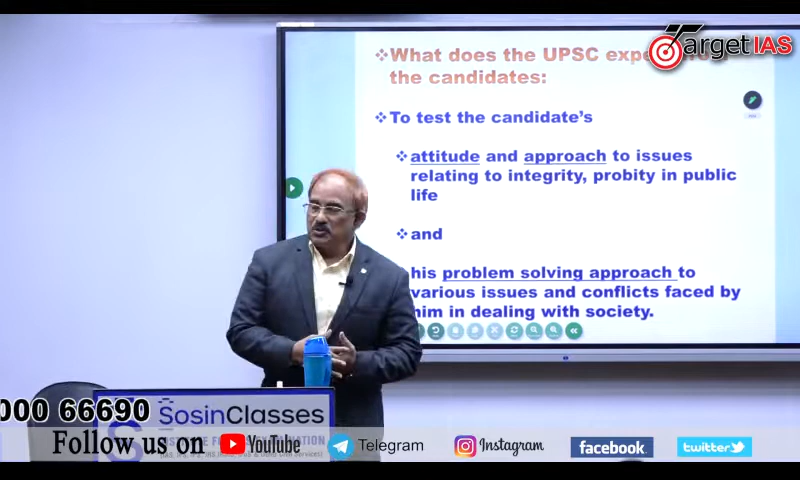 Target IAS
❖What does the UPSC
the candidates:
❖To test the candidate's
❖attitude and approach to issues
relating to integrity, probity in public
life
❖and
his problem solving approach to
various issues and conflicts faced by
him in dealing with society.
000 66690
SosinClasses
Follow us on YouTube Telegram Instagram facebook twitter